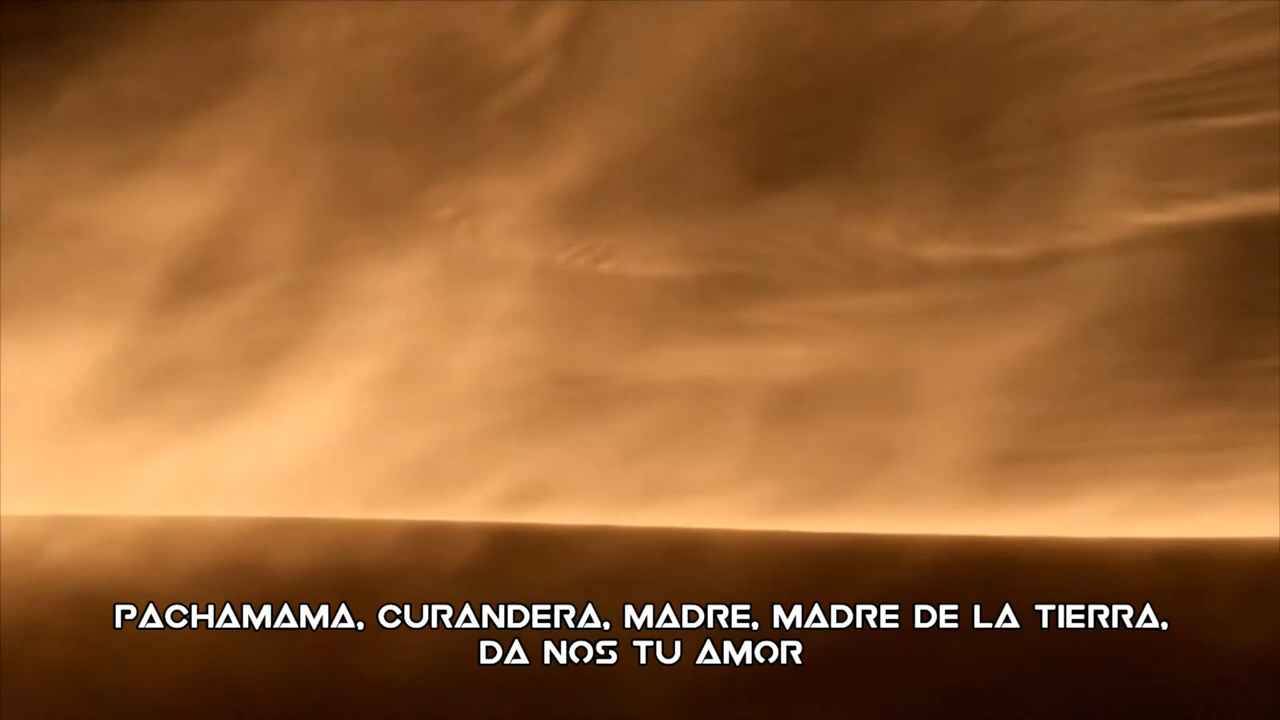 PACHAMAMA, CURANDERA, MADRE, MADRE DE LA TIERRA,
DA NOS TU AMOR